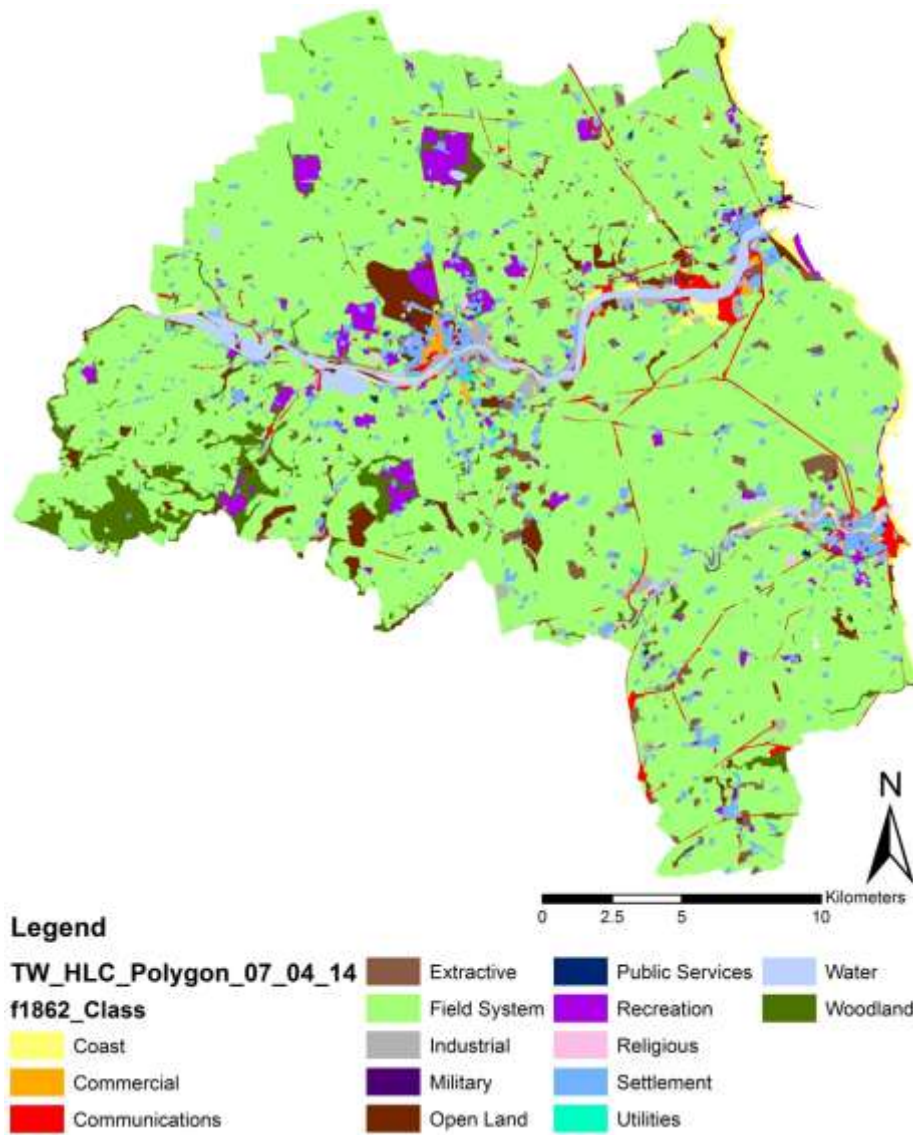 N
Kilometers
0 2.5 5 10
Legend
TW_HLC_Polygon_07_04_14
f1862_Class
Coast
Commercial
Communications
Extractive
Field System
Industrial
Military
Open Land
Public Services
Recreation
Religious
Settlement
Utilities
Water
Woodland